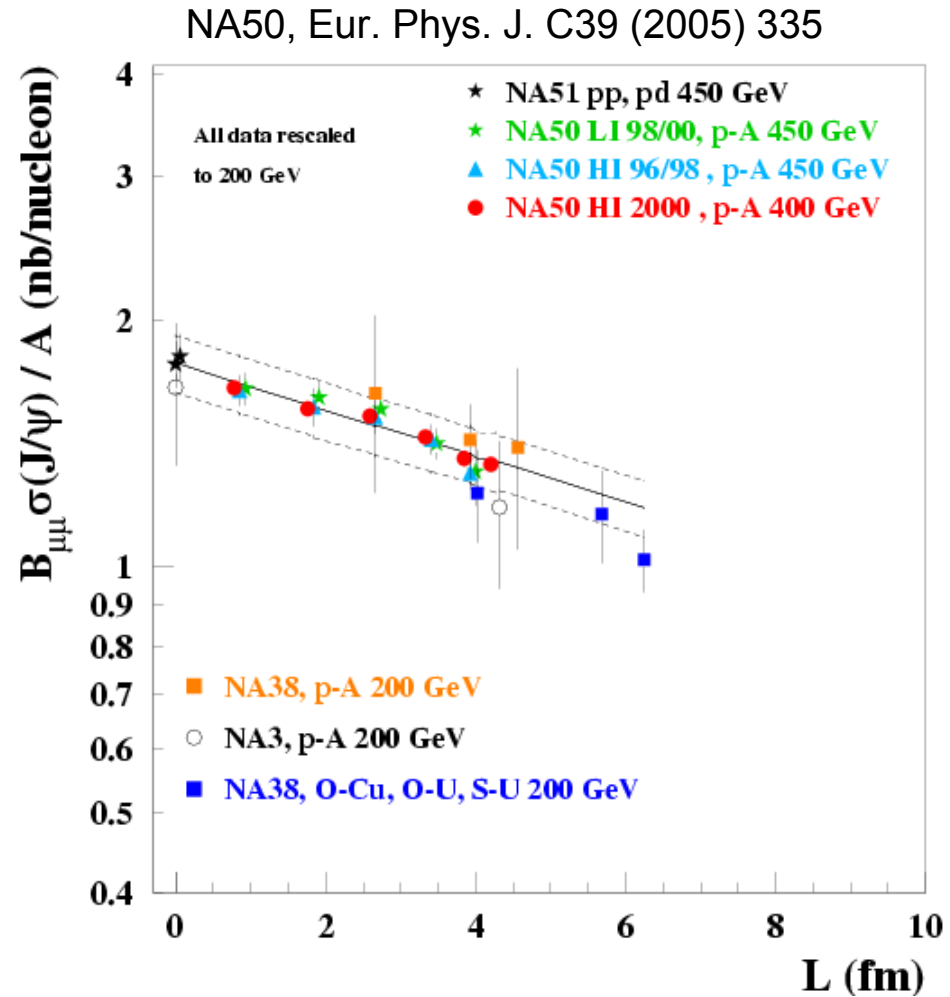 NA50, Eur. Phys. J. C39 (2005) 335
B_μμσ(J/ψ) / A (nb/nucleon)
4
3
2
1
0.9
0.8
0.7
0.6
0.5
0.4
All data rescaled
to 200 GeV
★ NA51 pp, pd 450 GeV
★ NA50 LI 98/00, p-A 450 GeV
▲ NA50 HI 96/98 , p-A 450 GeV
● NA50 HI 2000 , p-A 400 GeV
■ NA38, p-A 200 GeV
○ NA3, p-A 200 GeV
■ NA38, O-Cu, O-U, S-U 200 GeV
0 2 4 6 8 10
L (fm)